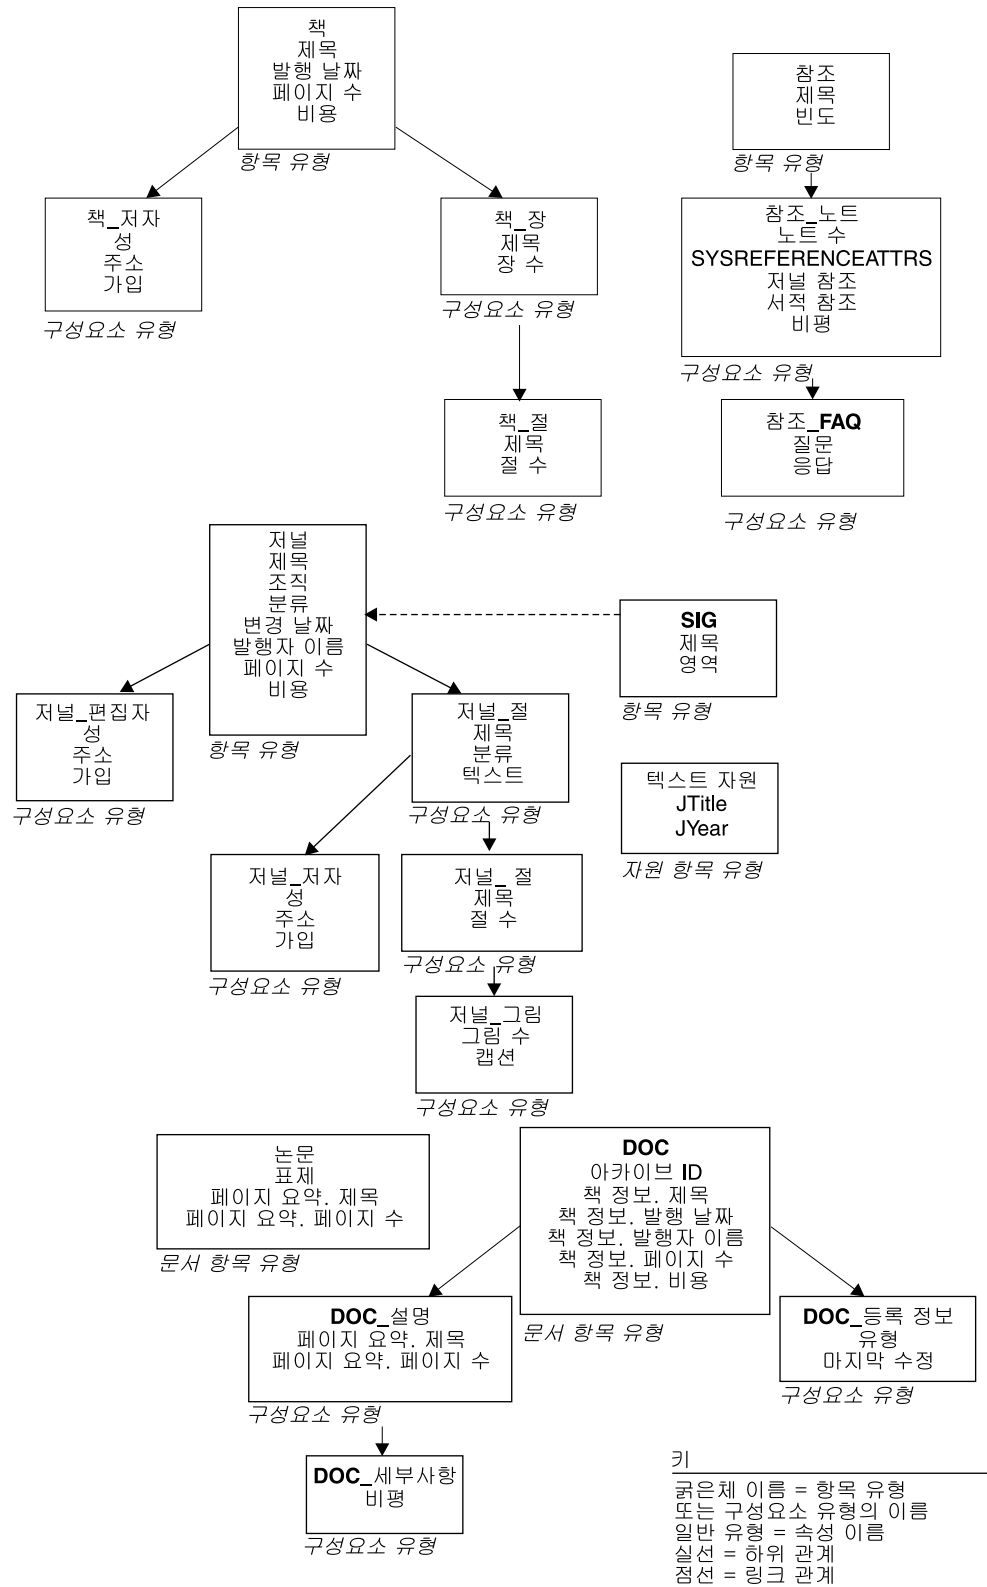 책
제목
발행 날짜
페이지 수
비용
항목 유형
참조
제목
빈도
항목 유형
책_저자
성
주소
가입
구성요소 유형
책_장
제목
장 수
구성요소 유형
참조_노트
노트 수
SYSREFERENCEATTRS
저널 참조
서적 참조
비평
구성요소 유형
책_절
제목
절 수
구성요소 유형
참조_FAQ
질문
응답
구성요소 유형
저널
제목
조직
분류
변경 날짜
발행자 이름
페이지 수
비용
항목 유형
SIG
제목
영역
항목 유형
저널_편집자
성
주소
가입
구성요소 유형
저널_절
제목
분류
텍스트
구성요소 유형
텍스트 자원
JTitle
JYear
자원 항목 유형
저널_저자
성
주소
가입
구성요소 유형
저널_ 절
제목
절 수
구성요소 유형
저널_그림
그림 수
캡션
구성요소 유형
논문
표제
페이지 요약. 제목
페이지 요약. 페이지 수
문서 항목 유형
DOC
아카이브 ID
책 정보. 제목
책 정보. 발행 날짜
책 정보. 발행자 이름
책 정보. 페이지 수
책 정보. 비용
문서 항목 유형
DOC_설명
페이지 요약. 제목
페이지 요약. 페이지 수
구성요소 유형
DOC_등록 정보
유형
마지막 수정
구성요소 유형
DOC_세부사항
비평
구성요소 유형
키
굵은체 이름 = 항목 유형
또는 구성요소 유형의 이름
일반 유형 = 속성 이름
실선 = 하위 관계
점선 = 링크 관계